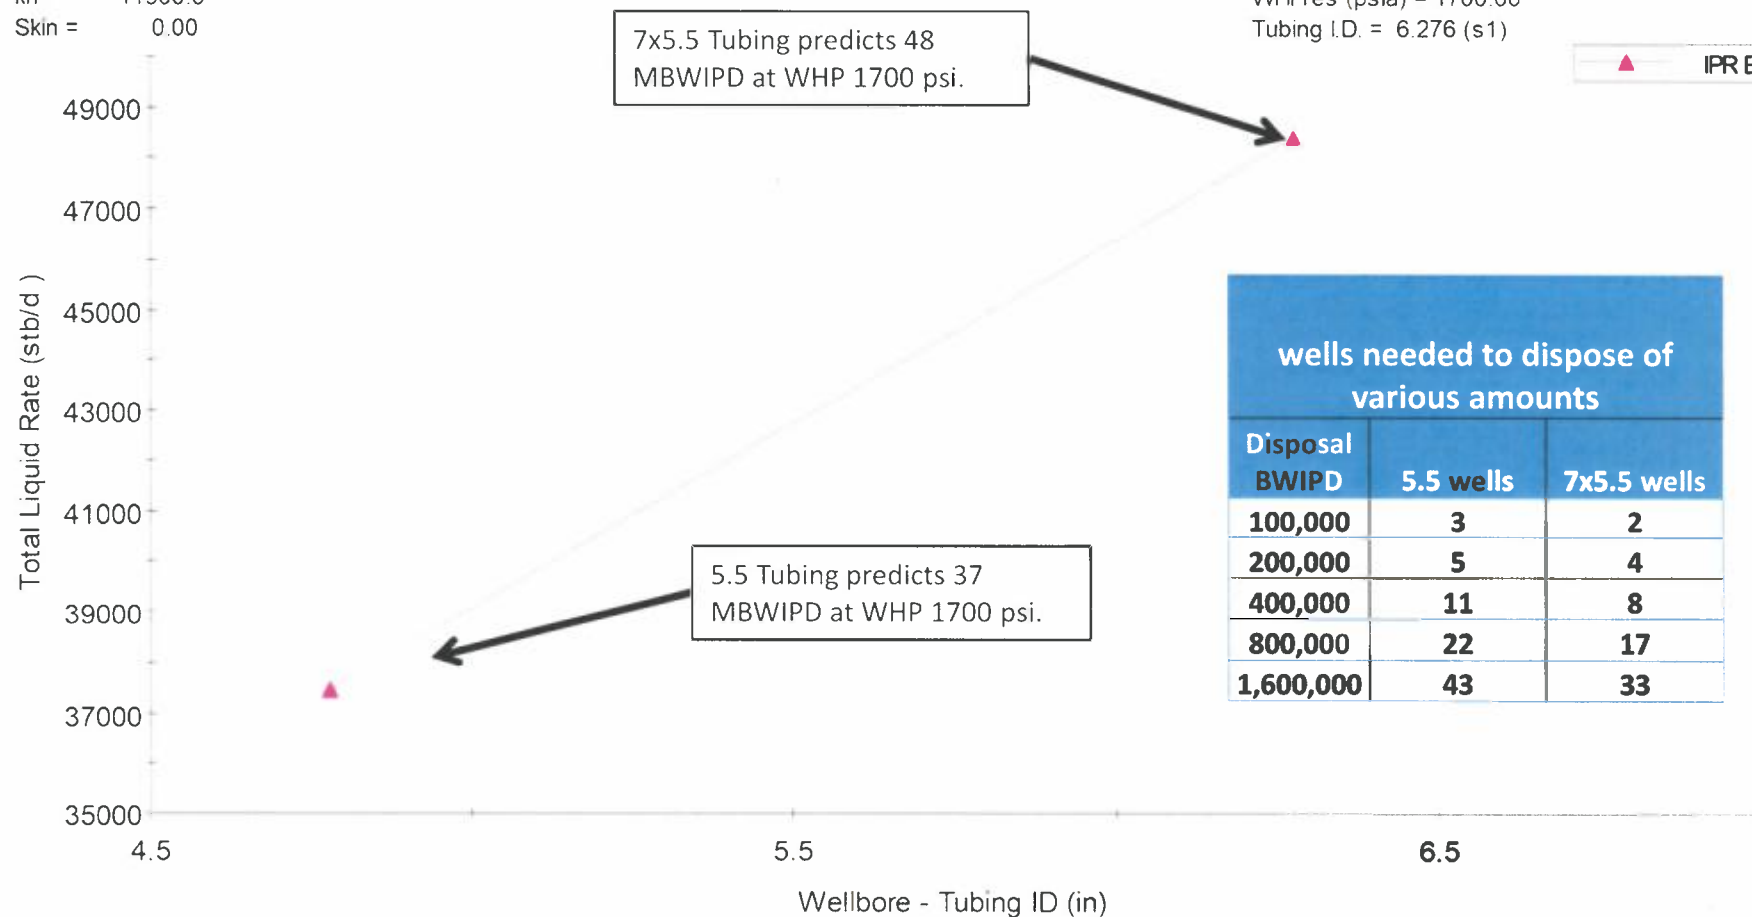 Skin = 0.00
Tubing I.D. = 6.276 (s1)
7x5.5 Tubing predicts 48
MBWIPD at WHP 1700 psi.
IPR
49000
47000
45000
43000
41000
39000
37000
35000
Total Liquid Rate (stb/d )
5.5 Tubing predicts 37
MBWIPD at WHP 1700 psi.
wells needed to dispose of
various amounts
Disposal
BWIPD 5.5 wells 7x5.5 wells
100,000 3 2
200,000 5 4
400,000 11 8
800,000 22 17
1,600,000 43 33
4.5 5.5 6.5
Wellbore - Tubing ID (in)